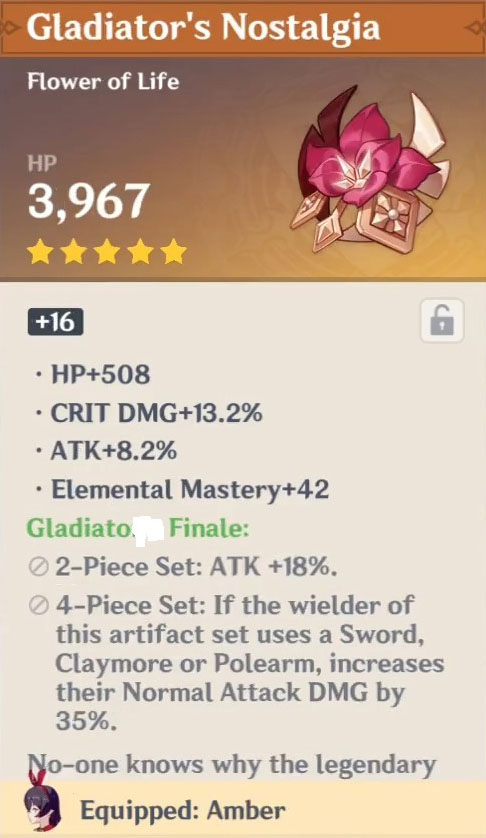 Gladiator's Nostalgia
Flower of Life
HP
3,967
+16
· HP+508
· CRIT DMG+13.2%
· ATK+8.2%
· Elemental Mastery+42
Finale:
2-Piece Set: ATK +18%.
4-Piece Set: If the wielder of
this artifact set uses a Sword,
Claymore or Polearm, increases
their Normal Attack DMG by
35%.
No-one knows why the legendary
Equipped: Amber